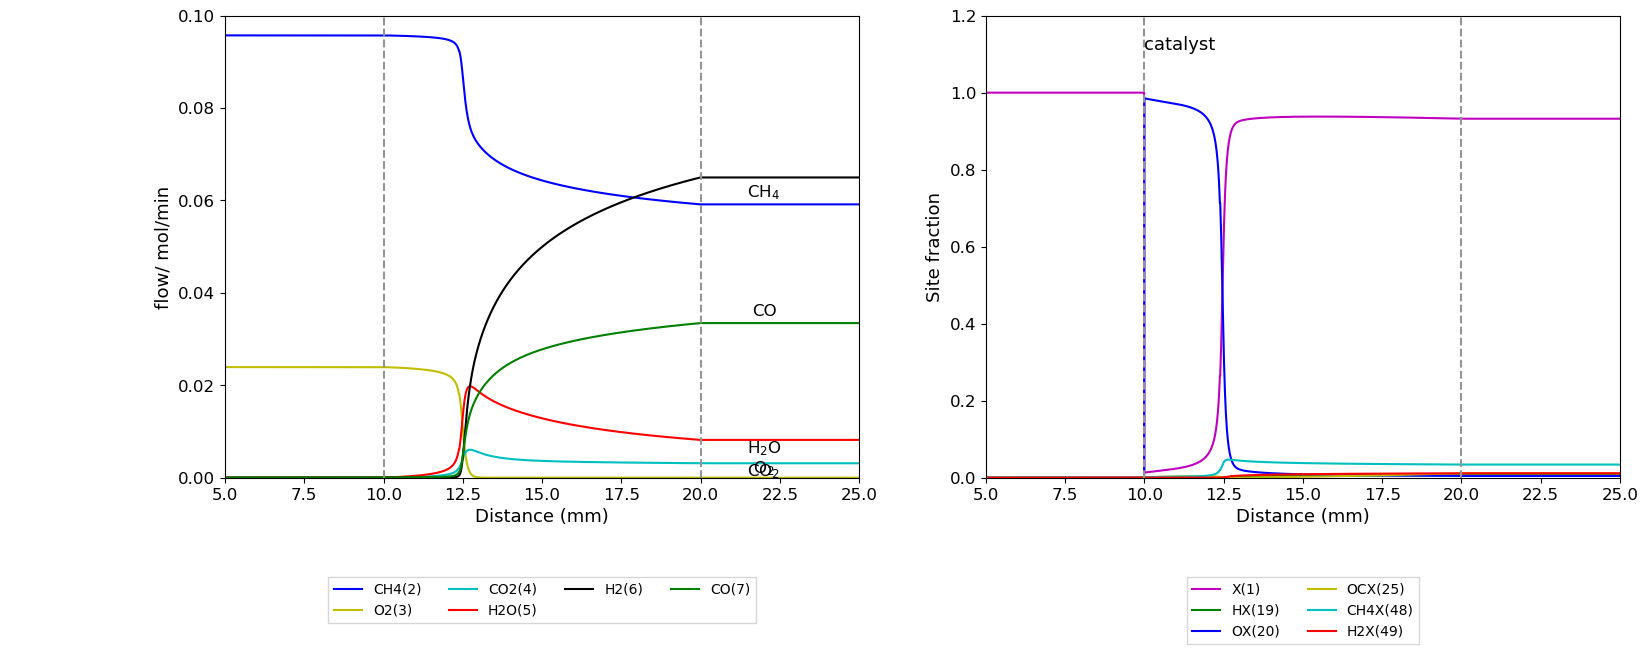 0.10
0.08
0.06
0.04
0.02
0.00
flow/ mol/min
CH₄
CO
H₂O
O₂
CO₂
5.0 7.5 10.0 12.5 15.0 17.5 20.0 22.5 25.0
Distance (mm)
CH4(2) CO2(4) H2(6) CO(7)
O2(3) H2O(5)
1.2
1.0
0.8
0.6
0.4
0.2
0.0
Site fraction
catalyst
5.0 7.5 10.0 12.5 15.0 17.5 20.0 22.5 25.0
Distance (mm)
X(1) OCX(25)
HX(19) CH4X(48)
OX(20) H2X(49)